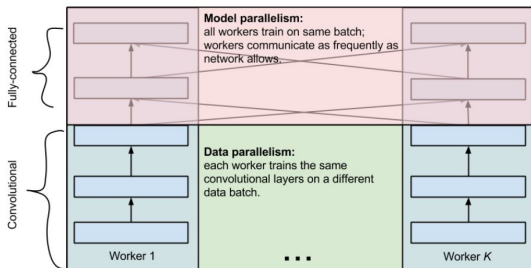 Fully-connected
Model parallelism:
all workers train on same batch;
workers communicate as frequently as
network allows.
Convolutional
Data parallelism:
each worker trains the same
convolutional layers on a different
data batch.
Worker 1
...
Worker K